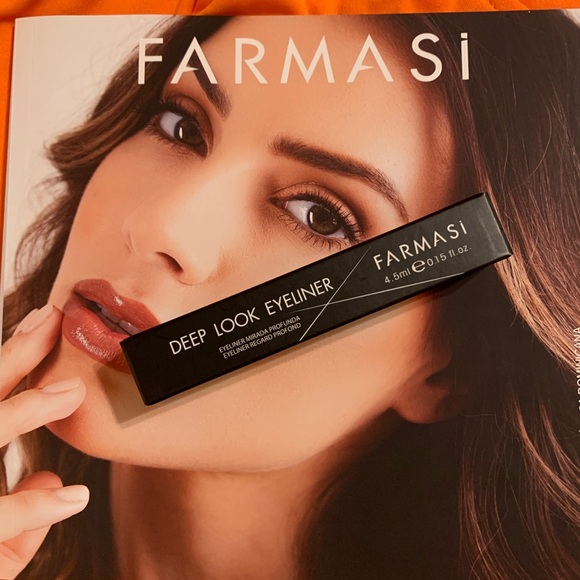 FARMASi
FARMASi
4.5ml e 0.15 fl.oz.
DEEP LOOK EYELINER
EYELINER MIRADA PROFUNDA
EYELINER REGARD PROFOND